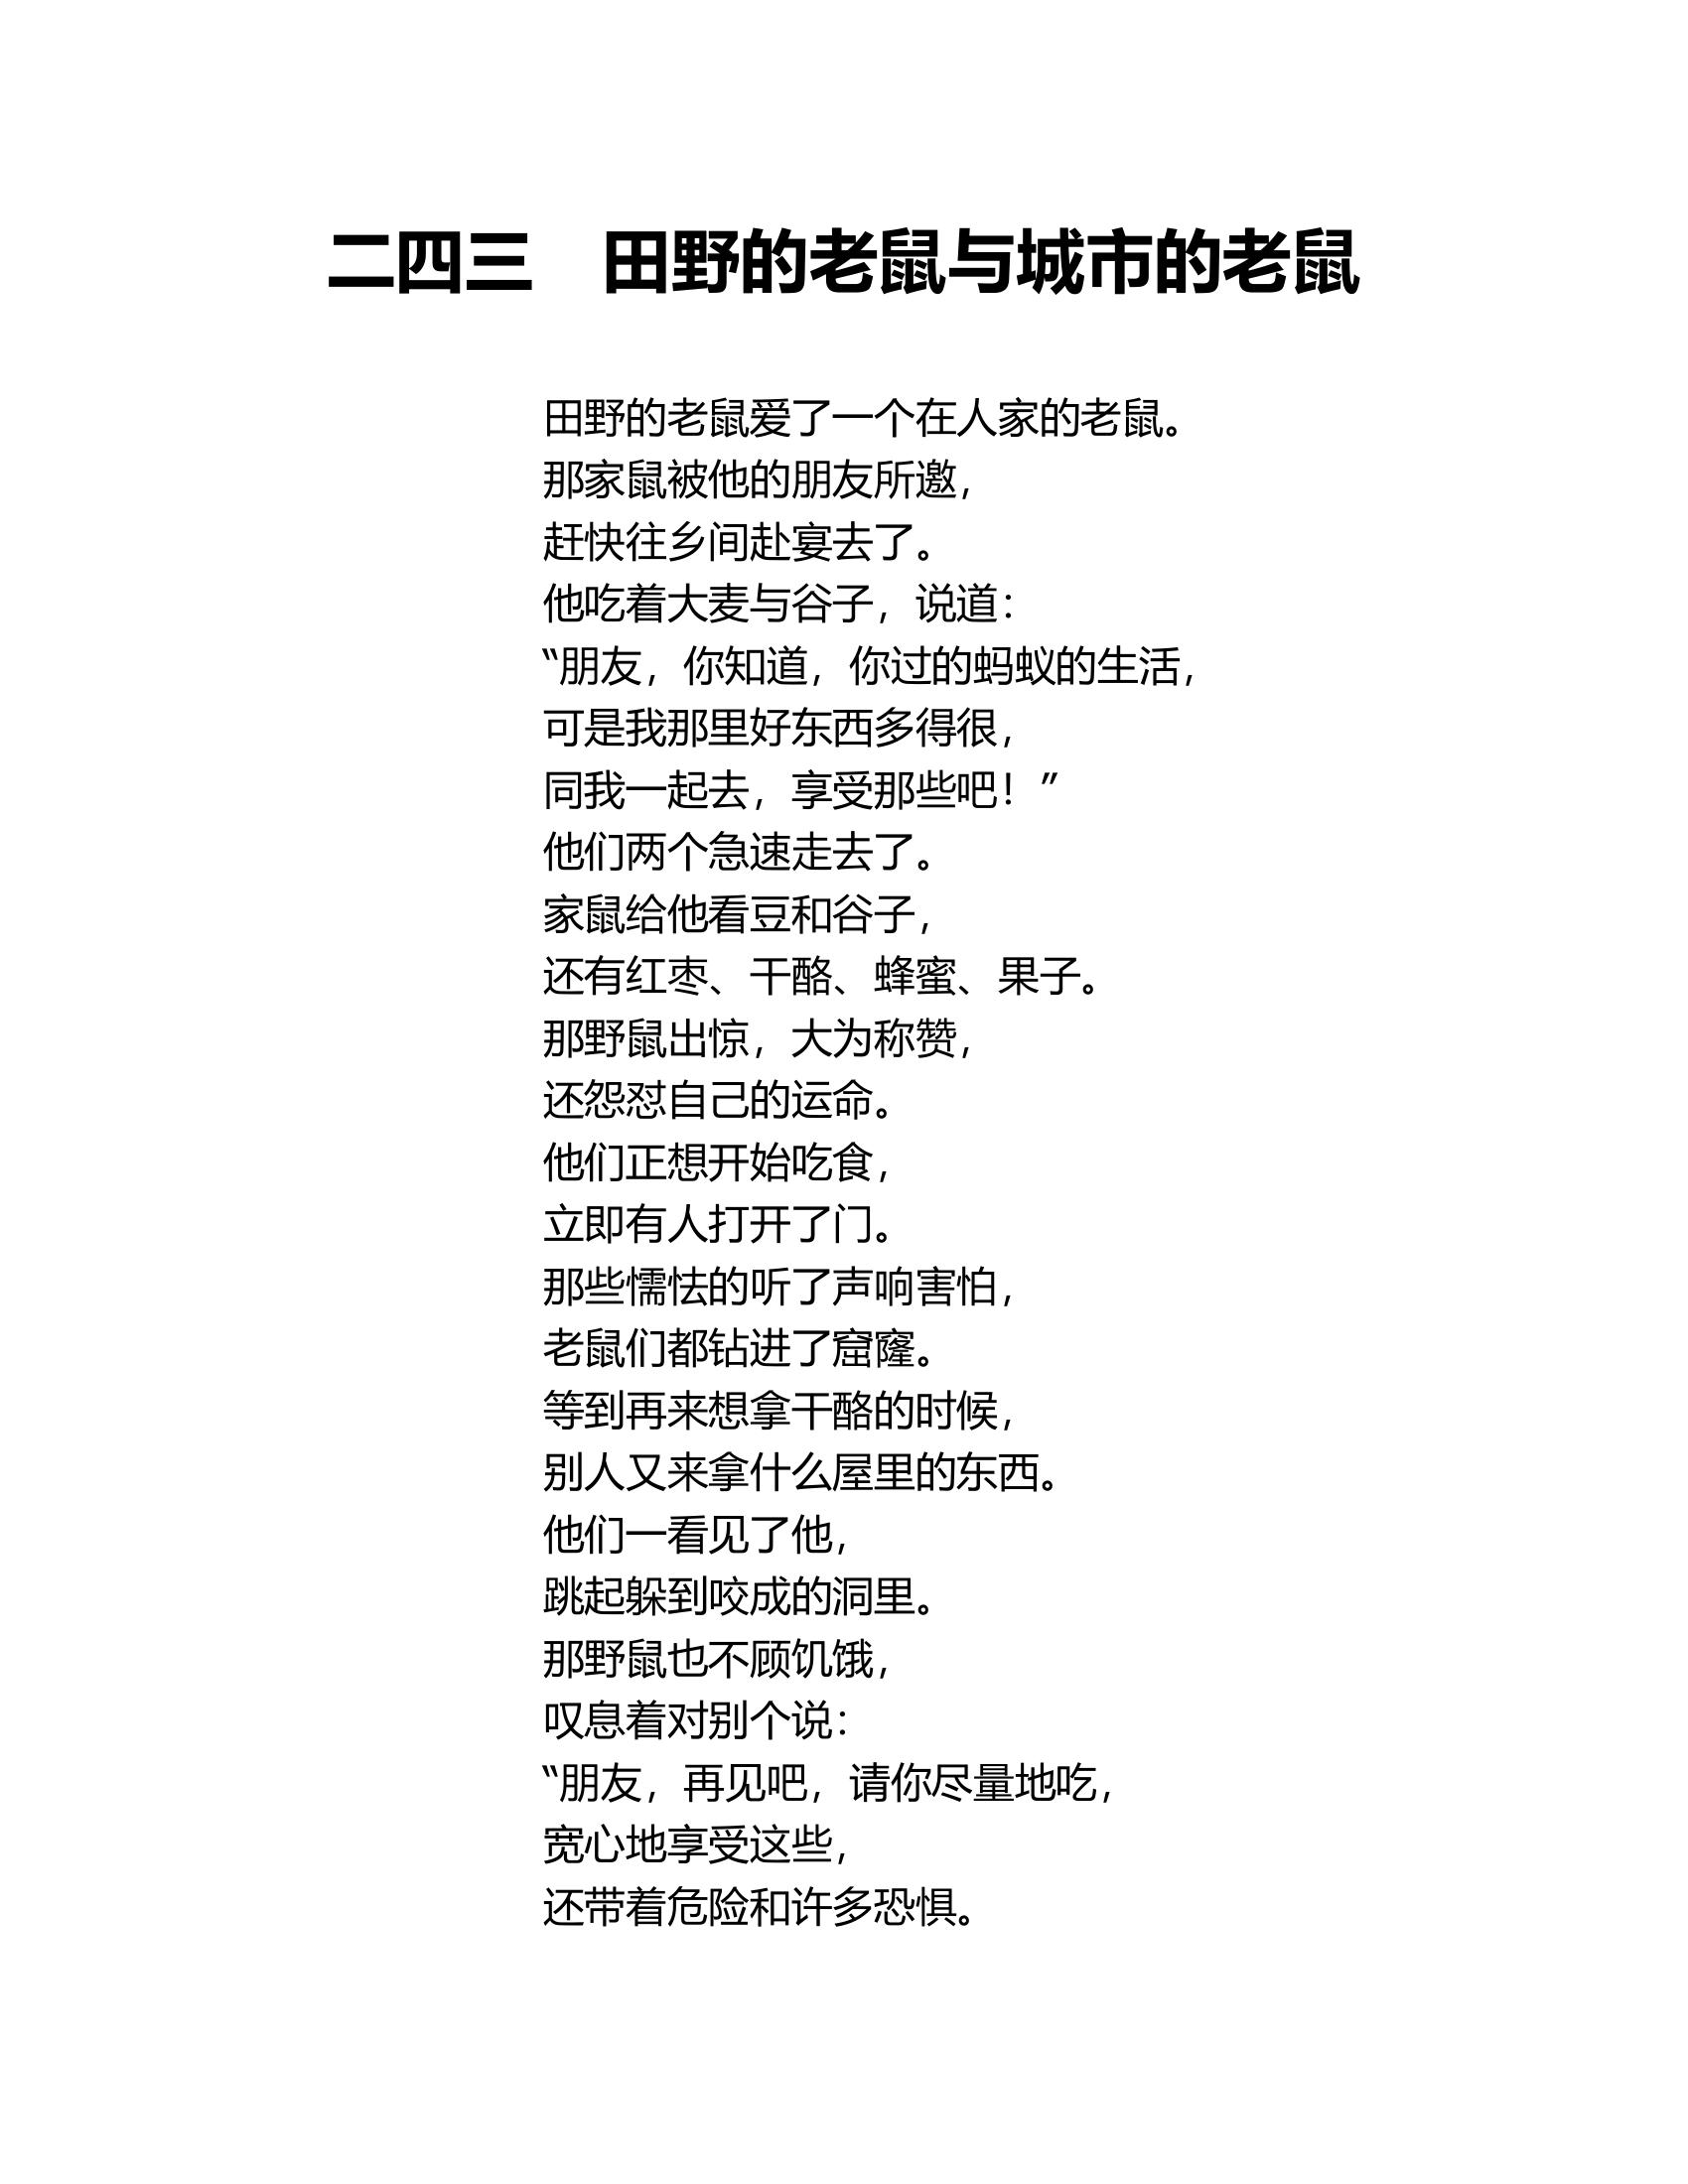 二四三　田野的老鼠与城市的老鼠
田野的老鼠爱了一个在人家的老鼠。
那家鼠被他的朋友所邀，
赶快往乡间赴宴去了。
他吃着大麦与谷子，说道：
“朋友，你知道，你过的蚂蚁的生活，
可是我那里好东西多得很，
同我一起去，享受那些吧！”
他们两个急速走去了。
家鼠给他看豆和谷子，
还有红枣、干酪、蜂蜜、果子。
那野鼠出惊，大为称赞，
还怨怼自己的运命。
他们正想开始吃食，
立即有人打开了门。
那些懦怯的听了声响害怕，
老鼠们都钻进了窟窿。
等到再来想拿干酪的时候，
别人又来拿什么屋里的东西。
他们一看见了他，
跳起躲到咬成的洞里。
那野鼠也不顾饥饿，
叹息着对别个说：
“朋友，再见吧，请你尽量地吃，
宽心地享受这些，
还带着危险和许多恐惧。